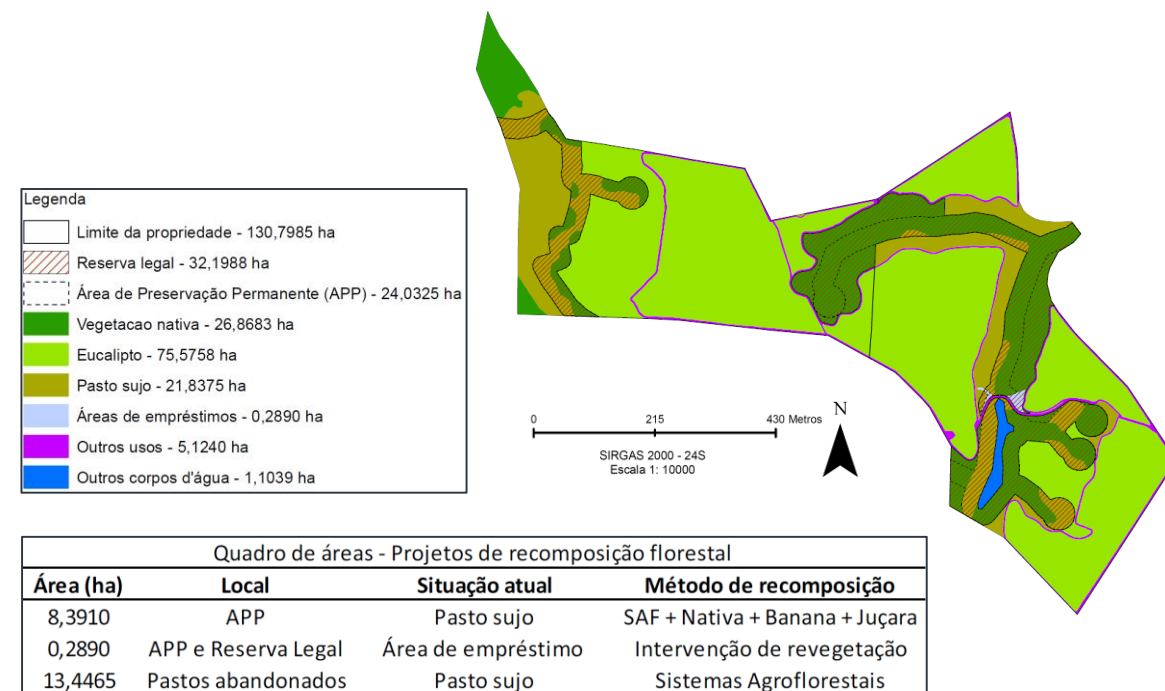 Legenda
Limite da propriedade - 130,7985 ha
Reserva legal - 32,1988 ha
Área de Preservação Permanente (APP) - 24,0325 ha
Vegetacao nativa - 26,8683 ha
Eucalipto - 75,5758 ha
Pasto sujo - 21,8375 ha
Áreas de empréstimos - 0,2890 ha
Outros usos - 5,1240 ha
Outros corpos d'água - 1,1039 ha
0 215 430 Metros
N
SIRGAS 2000 - 24S
Escala 1: 10000
Quadro de áreas - Projetos de recomposição florestal
Área (ha) Local Situação atual Método de recomposição
8,3910 APP Pasto sujo SAF + Nativa + Banana + Juçara
0,2890 APP e Reserva Legal Área de empréstimo Intervenção de revegetação
13,4465 Pastos abandonados Pasto sujo Sistemas Agroflorestais